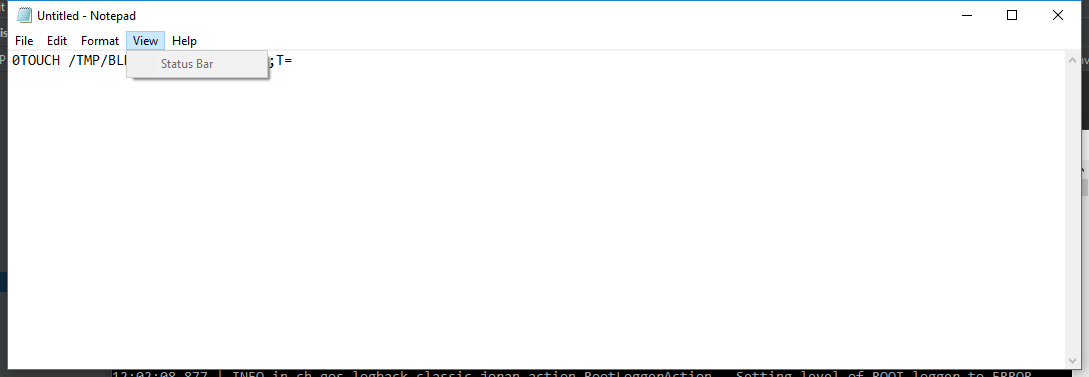 Untitled - Notepad
File Edit Format View Help
0TOUCH /TMP/BL ;T=
Status Bar
12:02:08.877 | INFO in ch.qos.logback.classic.joran.action.RootLoggerAction - Setting level of ROOT logger to ERROR